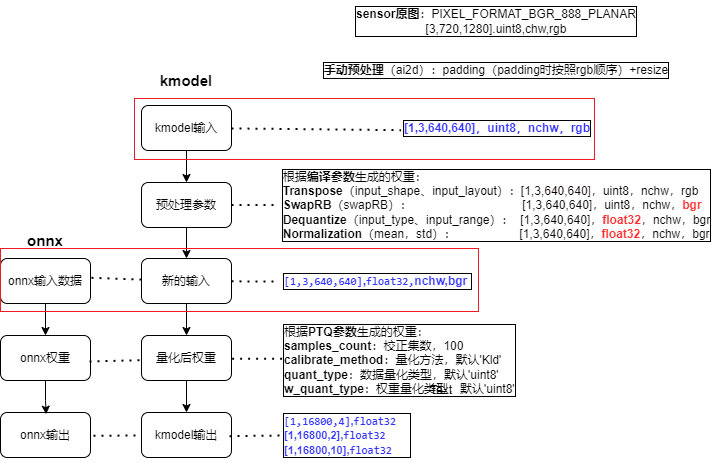 sensor原图：PIXEL_FORMAT_BGR_888_PLANAR
[3,720,1280].uint8,chw,rgb
手动预处理（ai2d）：padding（padding时按照rgb顺序）+resize
kmodel
kmodel输入
[1,3,640,640]，uint8，nchw，rgb
预处理参数
根据编译参数生成的权重：
Transpose（input_shape、input_layout）：[1,3,640,640]，uint8，nchw，rgb
SwapRB（swapRB）： [1,3,640,640]，uint8，nchw，bgr
Dequantize（input_type、input_range）：[1,3,640,640]，float32，nchw，bgr
Normalization（mean，std）： [1,3,640,640]，float32，nchw，bgr
onnx
onnx输入数据
新的输入
[1,3,640,640],float32,nchw,bgr
onnx权重
量化后权重
根据PTQ参数生成的权重：
samples_count：校正集数，100
calibrate_method：量化方法，默认'Kld'
quant_type：数据量化类型，默认'uint8'
w_quant_type：权重量化类型，默认'uint8'
onnx输出
kmodel输出
[1,16800,4],float32
[1,16800,2],float32
[1,16800,10],float32